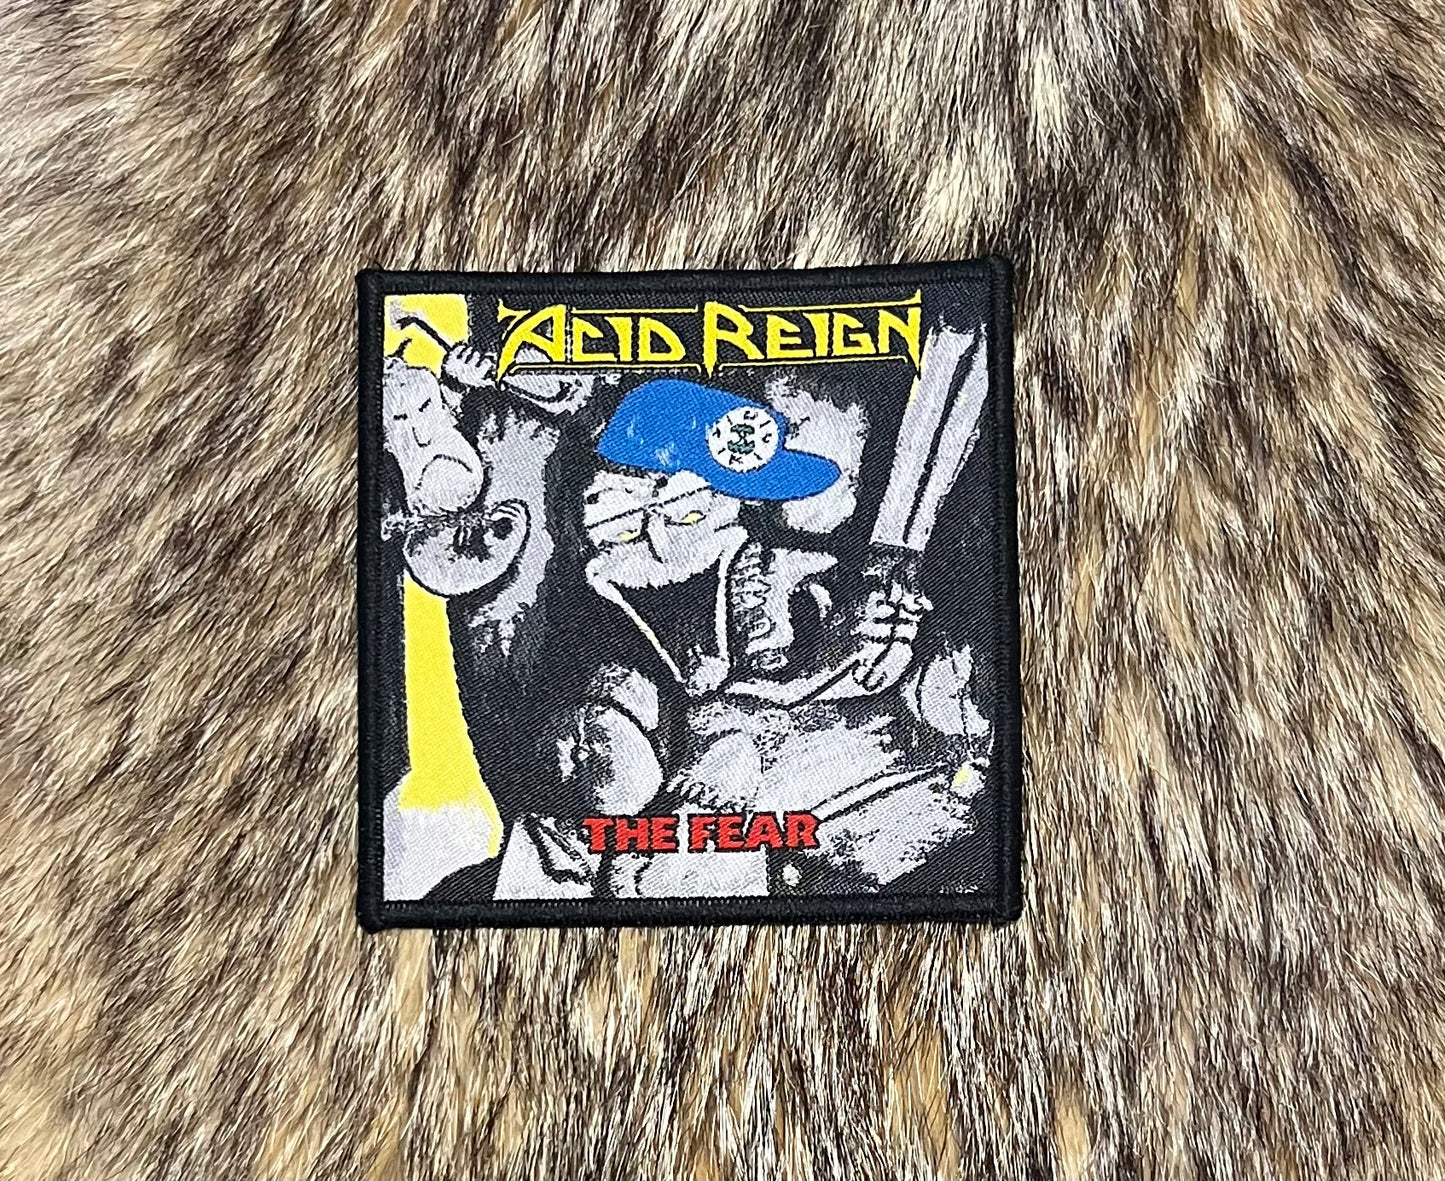 ACID REIGN
THE FEAR